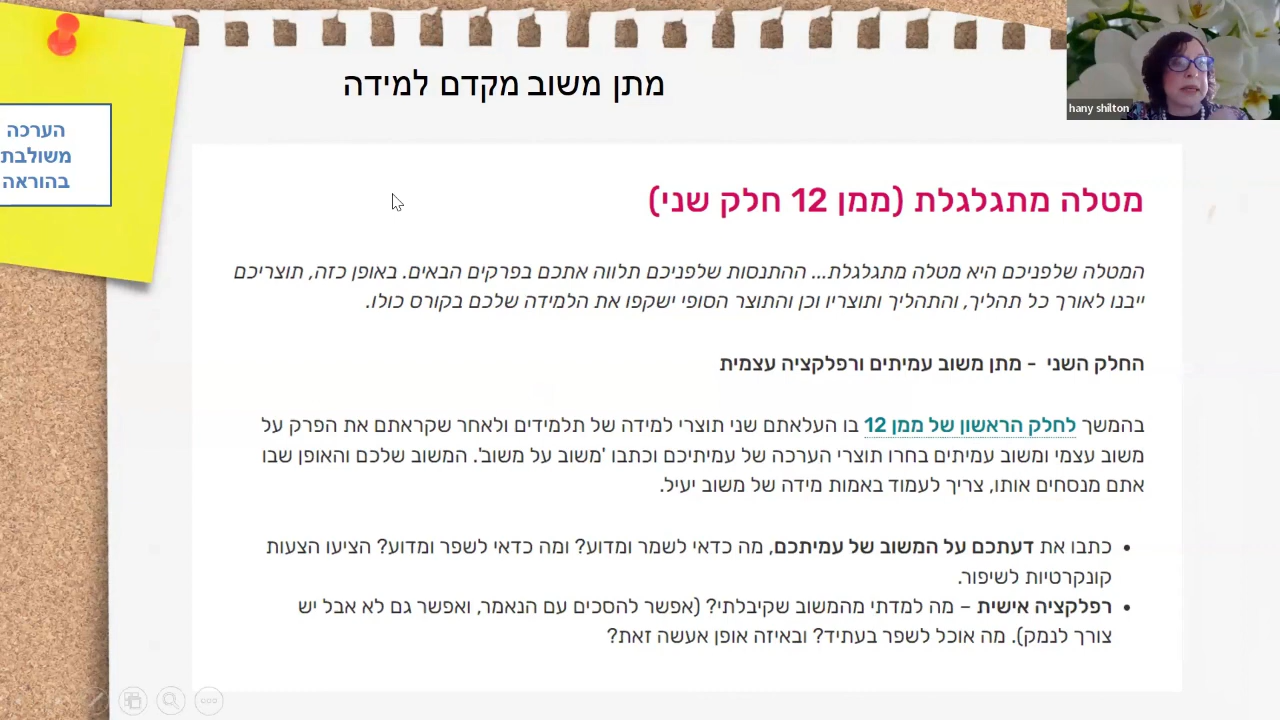 מתן משוב מקדם למידה
hany shilton
הערכה
משולבת
בהוראה
מטלה מתגלגלת (ממן 12 חלק שני)
המטלה שלפניכם היא מטלה מתגלגלת... ההתנסות שלפניכם תלווה אתכם בפרקים הבאים. באופן כזה, תוצריכם
ייבנו לאורך כל תהליך, והתהליך ותוצריו וכן והתוצר הסופי ישקפו את הלמידה שלכם בקורס כולו.
החלק השני - מתן משוב עמיתים ורפלקציה עצמית
בהמשך לחלק הראשון של ממן 12 בו העלאתם שני תוצרי למידה של תלמידים ולאחר שקראתם את הפרק על
משוב עצמי ומשוב עמיתים בחרו תוצרי הערכה של עמיתיכם וכתבו 'משוב על משוב'. המשוב שלכם והאופן שבו
אתם מנסחים אותו, צריך לעמוד באמות מידה של משוב יעיל.
• כתבו את דעתכם על המשוב של עמיתכם, מה כדאי לשמר ומדוע? ומה כדאי לשפר ומדוע? הציעו הצעות
קונקרטיות לשיפור.
• רפלקציה אישית – מה למדתי מהמשוב שקיבלתי? (אפשר להסכים עם הנאמר, ואפשר גם לא אבל יש
צורך לנמק). מה אוכל לשפר בעתיד? ובאיזה אופן אעשה זאת?